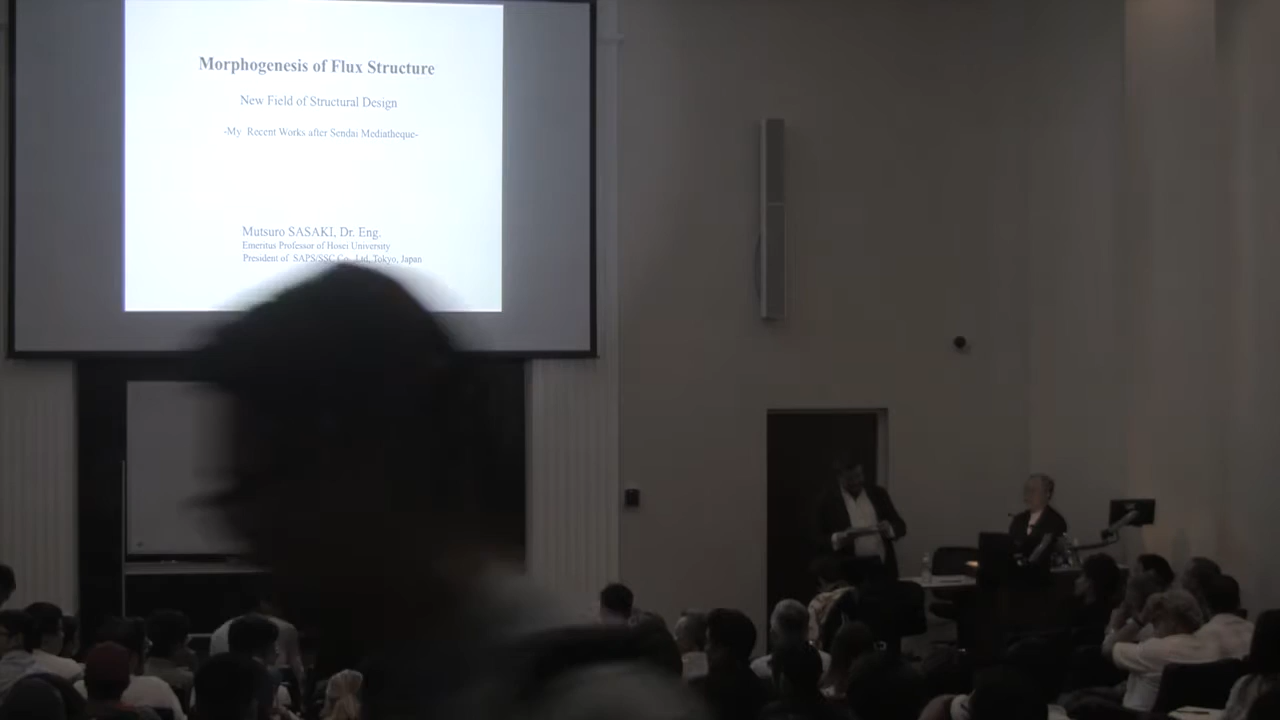 Morphogenesis of Flux Structure
New Field of Structural Design
-My Recent Works after Sendai Mediatheque-
Mutsuro SASAKI, Dr. Eng.
Emeritus Professor of Hosei University
President of SAPS/SSC Co., Ltd, Tokyo, Japan